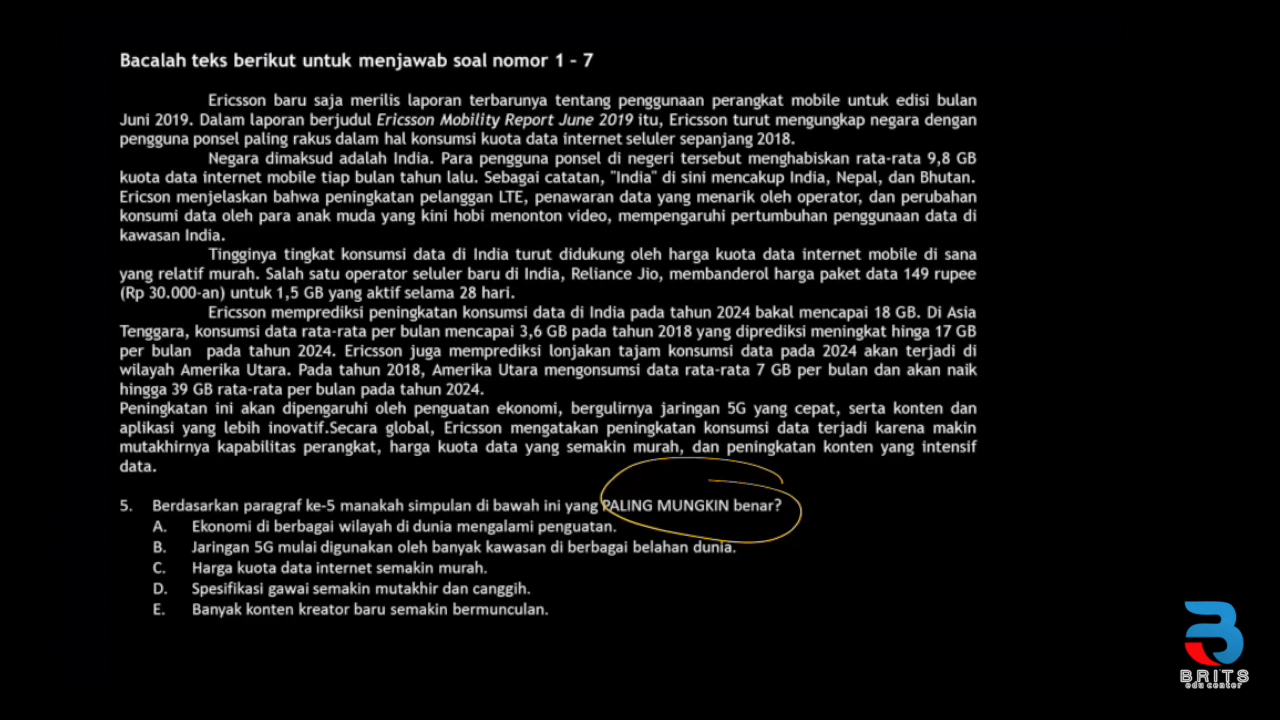 Bacalah teks berikut untuk menjawab soal nomor 1 - 7
Ericsson baru saja merilis laporan terbarunya tentang penggunaan perangkat mobile untuk edisi bulan
Juni 2019. Dalam laporan berjudul Ericsson Mobility Report June 2019 itu, Ericsson turut mengungkap negara dengan
pengguna ponsel paling rakus dalam hal konsumsi kuota data internet seluler sepanjang 2018.
Negara dimaksud adalah India. Para pengguna ponsel di negeri tersebut menghabiskan rata-rata 9,8 GB
kuota data internet mobile tiap bulan tahun lalu. Sebagai catatan, "India" di sini mencakup India, Nepal, dan Bhutan.
Ericson menjelaskan bahwa peningkatan pelanggan LTE, penawaran data yang menarik oleh operator, dan perubahan
konsumi data oleh para anak muda yang kini hobi menonton video, mempengaruhi pertumbuhan penggunaan data di
kawasan India.
Tingginya tingkat konsumsi data di India turut didukung oleh harga kuota data internet mobile di sana
yang relatif murah. Salah satu operator seluler baru di India, Reliance Jio, membanderol harga paket data 149 rupee
(Rp 30.000-an) untuk 1,5 GB yang aktif selama 28 hari.
Ericsson memprediksi peningkatan konsumsi data di India pada tahun 2024 bakal mencapai 18 GB. Di Asia
Tenggara, konsumsi data rata-rata per bulan mencapai 3,6 GB pada tahun 2018 yang diprediksi meningkat hinga 17 GB
per bulan pada tahun 2024. Ericsson juga memprediksi lonjakan tajam konsumsi data pada 2024 akan terjadi di
wilayah Amerika Utara. Pada tahun 2018, Amerika Utara mengonsumsi data rata-rata 7 GB per bulan dan akan naik
hingga 39 GB rata-rata per bulan pada tahun 2024.
Peningkatan ini akan dipengaruhi oleh penguatan ekonomi, bergulirnya jaringan 5G yang cepat, serta konten dan
aplikasi yang lebih inovatif.Secara global, Ericsson mengatakan peningkatan konsumsi data terjadi karena makin
mutakhirnya kapabilitas perangkat, harga kuota data yang semakin murah, dan peningkatan konten yang intensif
data.
5. Berdasarkan paragraf ke-5 manakah simpulan di bawah ini yang PALING MUNGKIN benar?
A. Ekonomi di berbagai wilayah di dunia mengalami penguatan.
B. Jaringan 5G mulai digunakan oleh banyak kawasan di berbagai belahan dunia.
C. Harga kuota data internet semakin murah.
D. Spesifikasi gawai semakin mutakhir dan canggih.
E. Banyak konten kreator baru semakin bermunculan.
BRITS
edu center